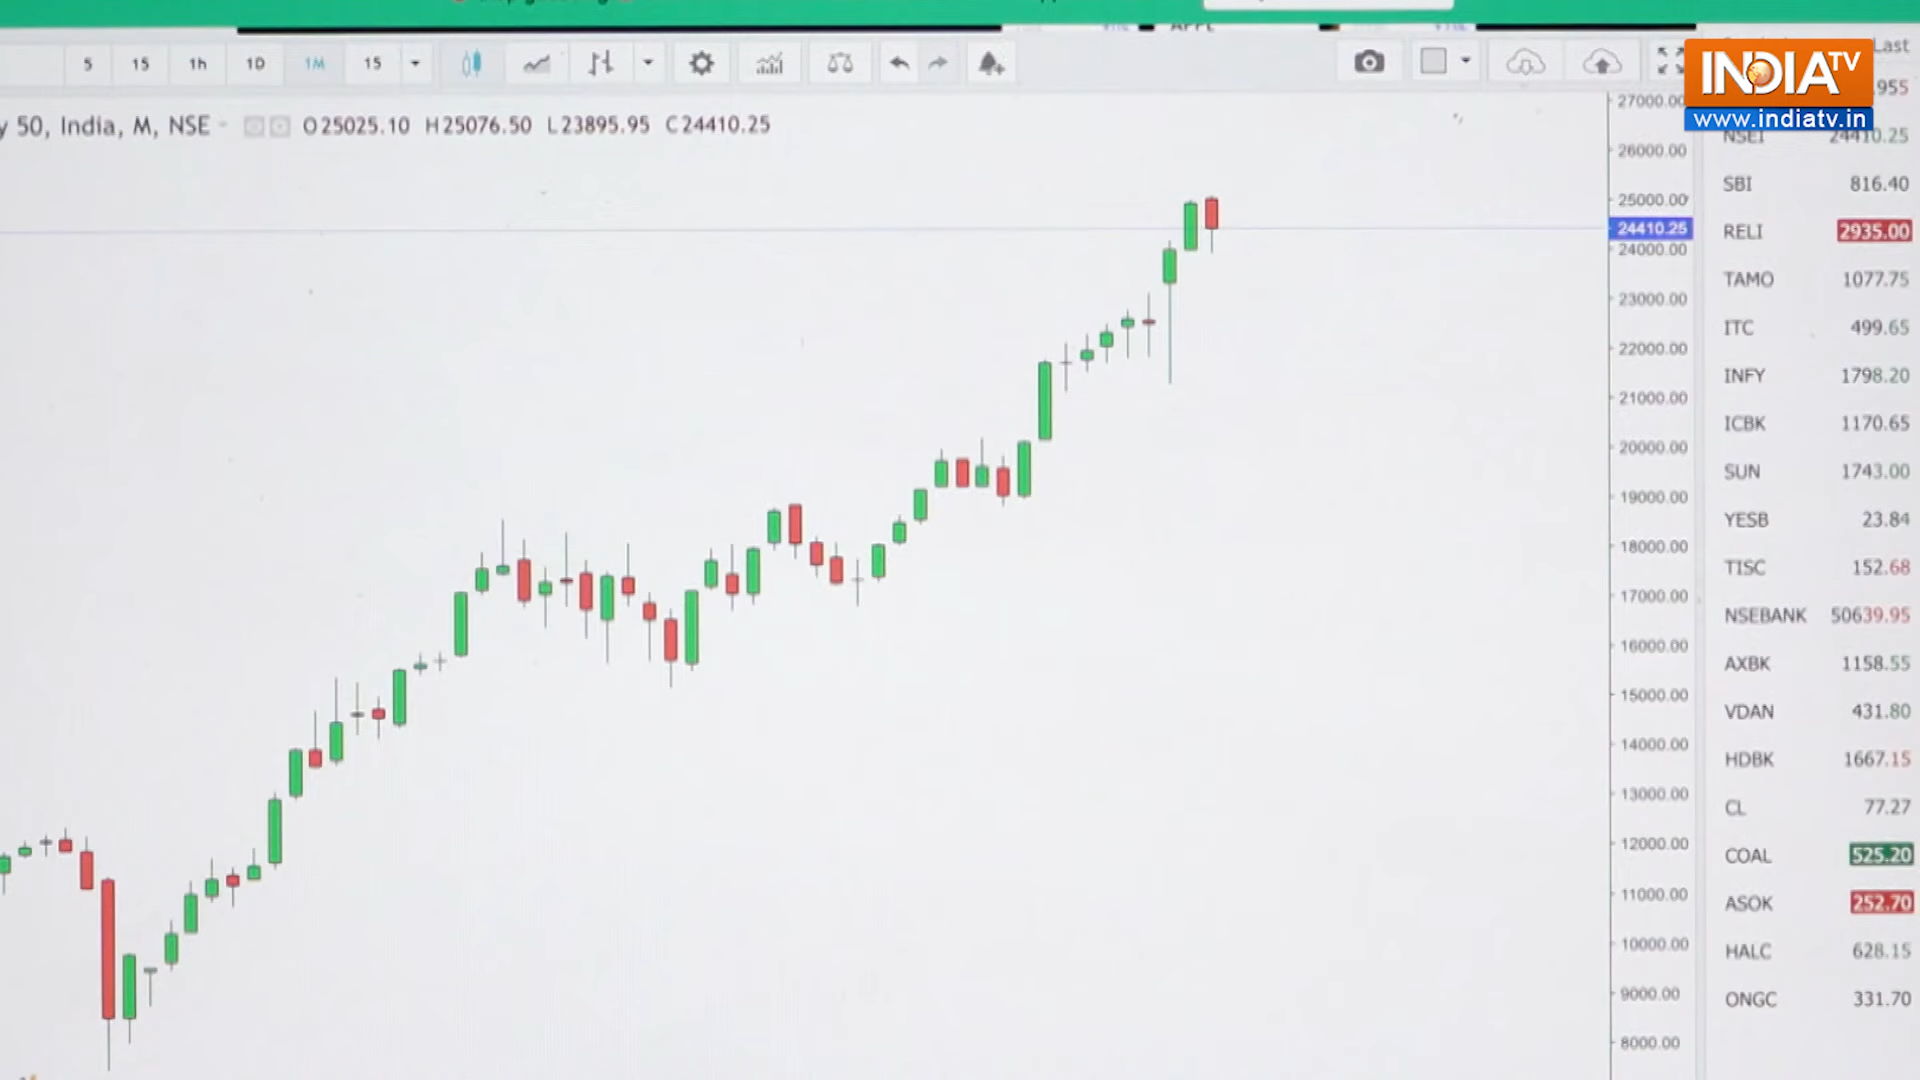 APPL
5 15 1h 1D 1M 15
Last
INDIA TV
www.indiatv.in
y 50, India, M, NSE O25025.10 H25076.50 L23895.95 C24410.25
27000.00
26000.00
25000.00
24410.25
24000.00
23000.00
22000.00
21000.00
20000.00
19000.00
18000.00
17000.00
16000.00
15000.00
14000.00
13000.00
12000.00
11000.00
10000.00
9000.00
8000.00
.955
NSEI 24410.25
SBI 816.40
RELI 2935.00
TAMO 1077.75
ITC 499.65
INFY 1798.20
ICBK 1170.65
SUN 1743.00
YESB 23.84
TISC 152.68
NSEBANK 50639.95
AXBK 1158.55
VDAN 431.80
HDBK 1667.15
CL 77.27
COAL 525.20
ASOK 252.70
HALC 628.15
ONGC 331.70